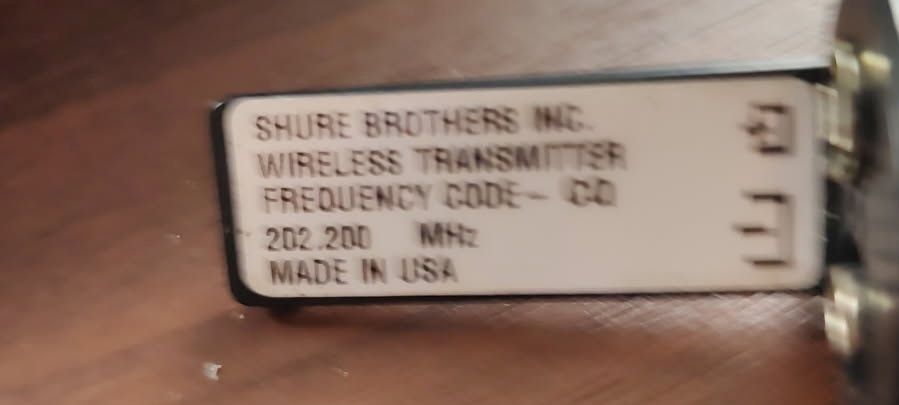 SHURE BROTHERS INC.
WIRELESS TRANSMITTER
FREQUENCY CODE-
202.200 MHz
MADE IN USA